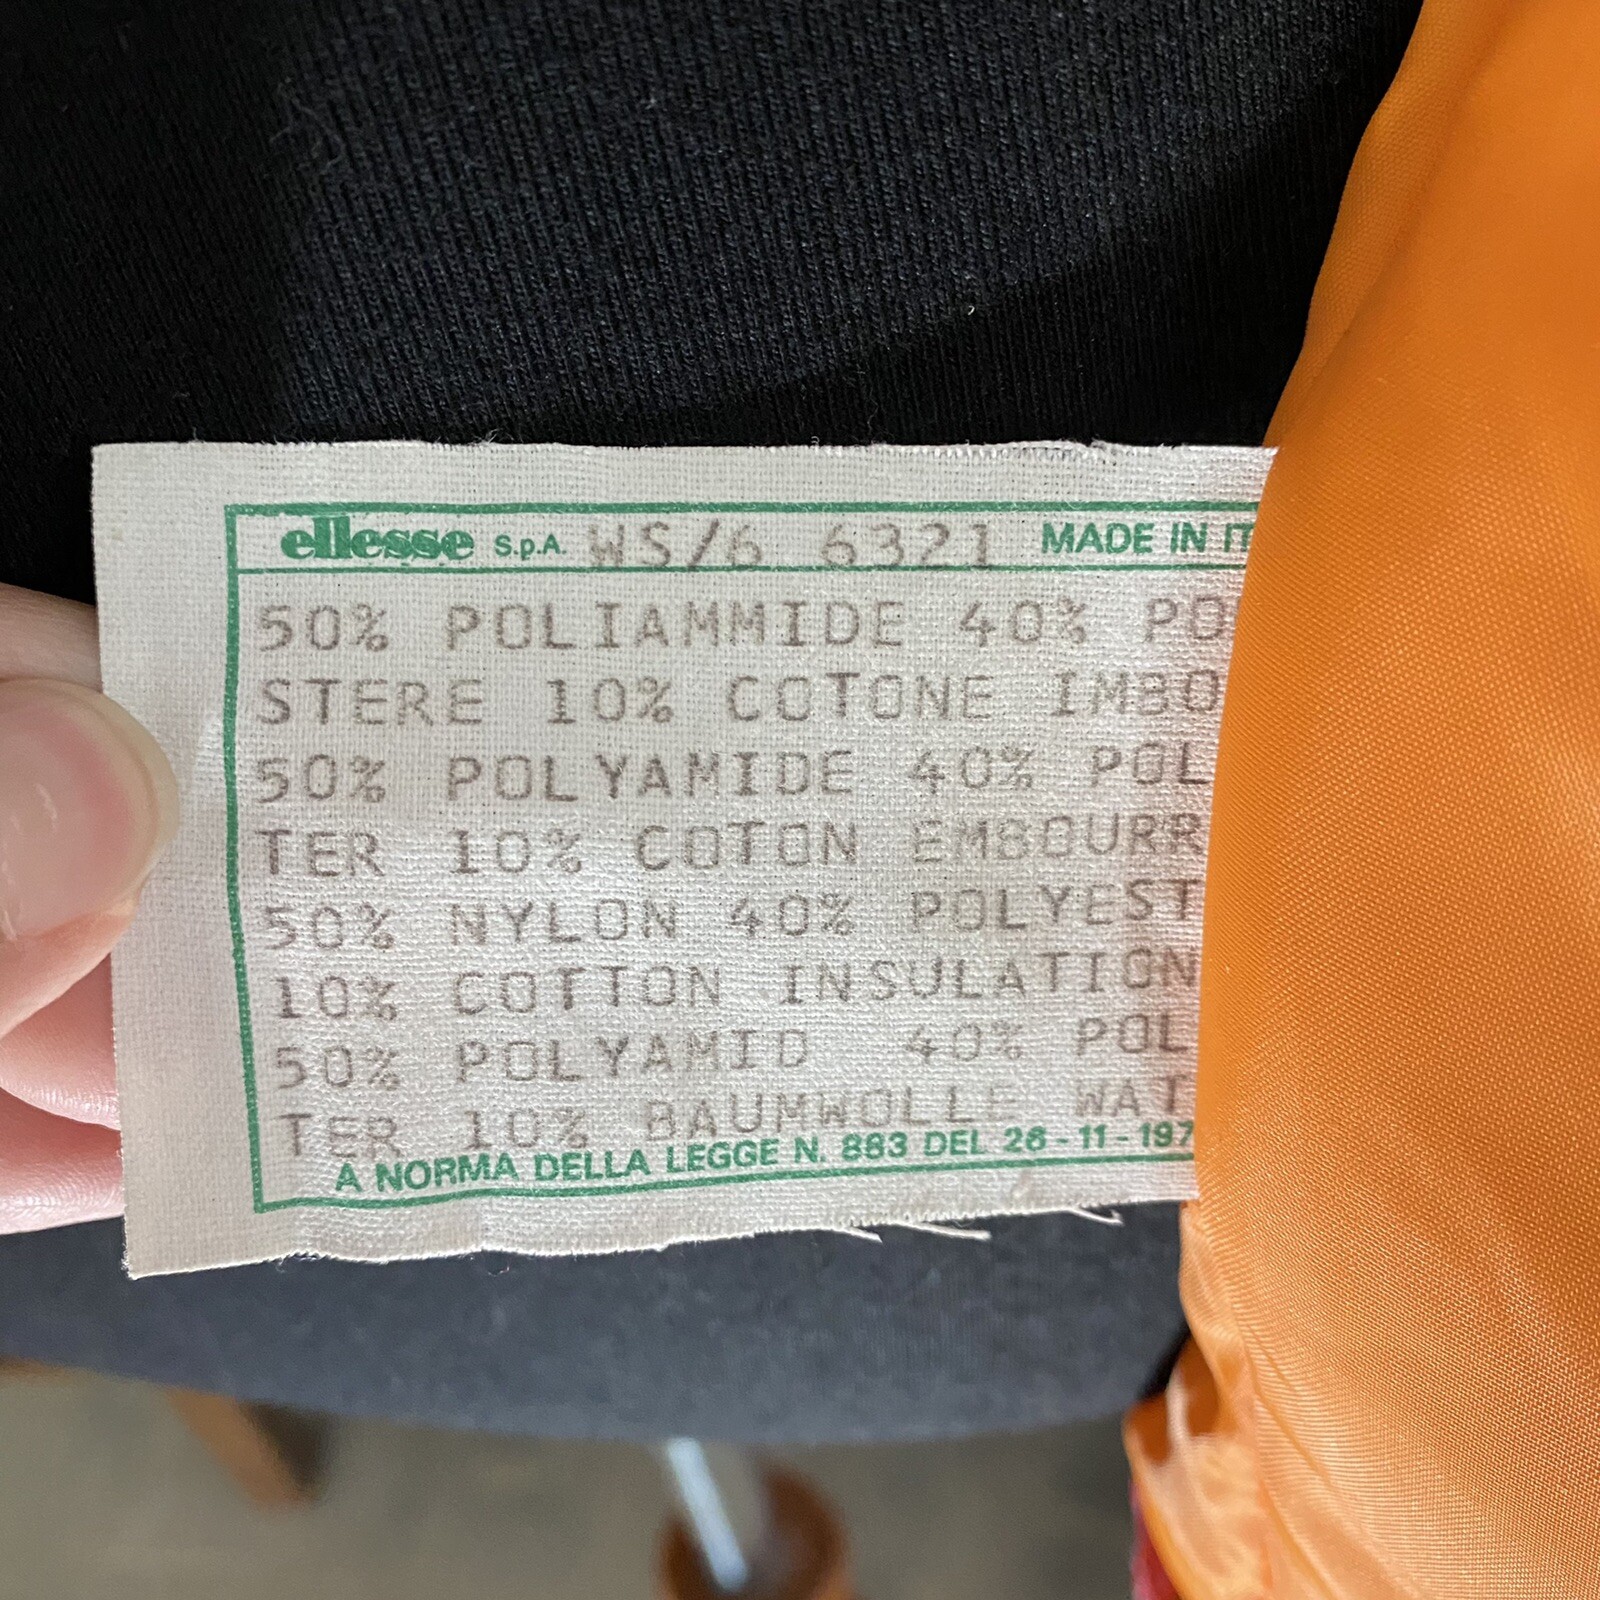 ellesse S.p.A. WS/6 6321 MADE IN IT
50% POLIAMMIDE 40% PO
STERE 10% COTONE IMBO
50% POLYAMIDE 40% POL
TER 10% COTON EMBOURR
50% NYLON 40% POLYEST
10% COTTON INSULATION
50% POLYAMID 40% POL
TER 10% BAUMWOLLE WAT
A NORMA DELLA LEGGE N. 883 DEL 26-11-197